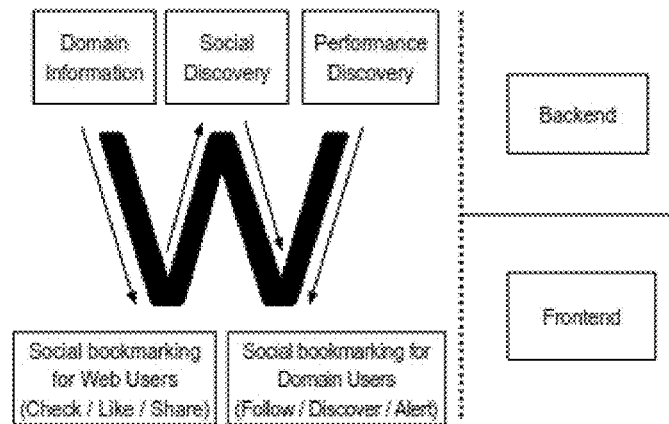 Domain
Information
Social
Discovery
Performance
Discovery
Backend
W
Frontend
Social bookmarking
for Web Users
(Check / Like / Share)
Social bookmarking for
Domain Users
(Follow / Discover / Alert)